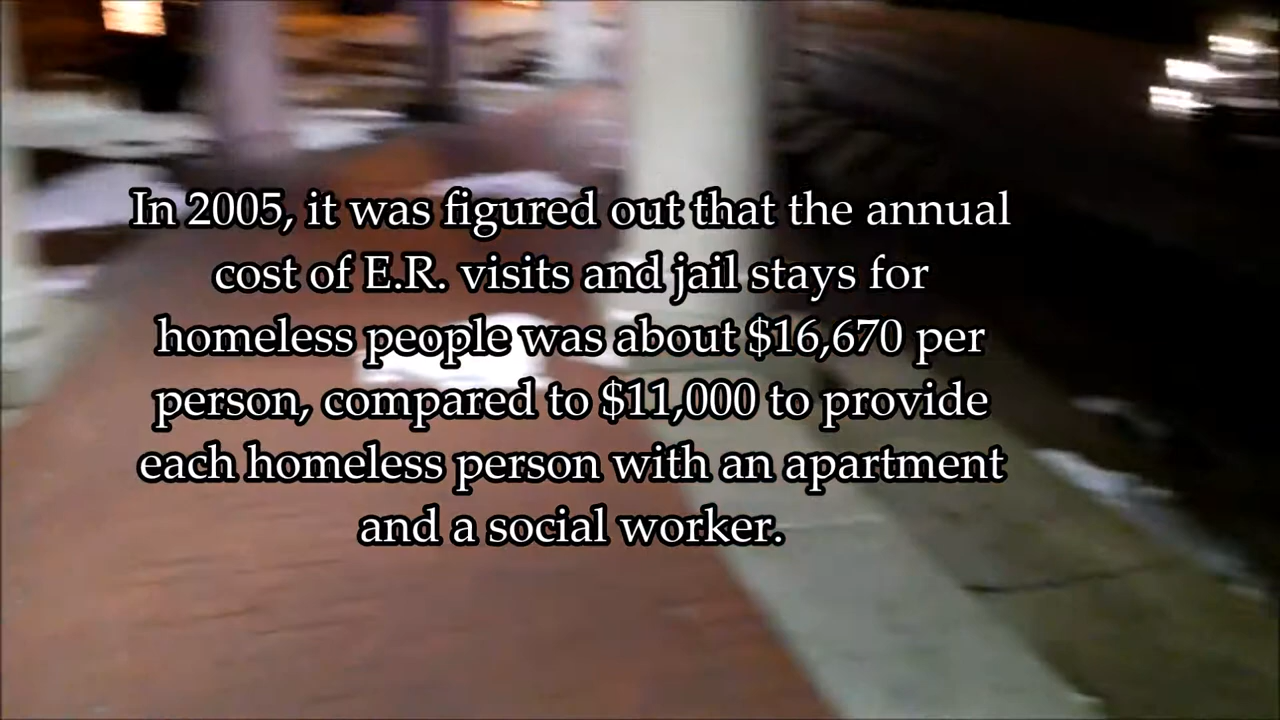 In 2005, it was figured out that the annual
cost of E.R. visits and jail stays for
homeless people was about $16,670 per
person, compared to $11,000 to provide
each homeless person with an apartment
and a social worker.